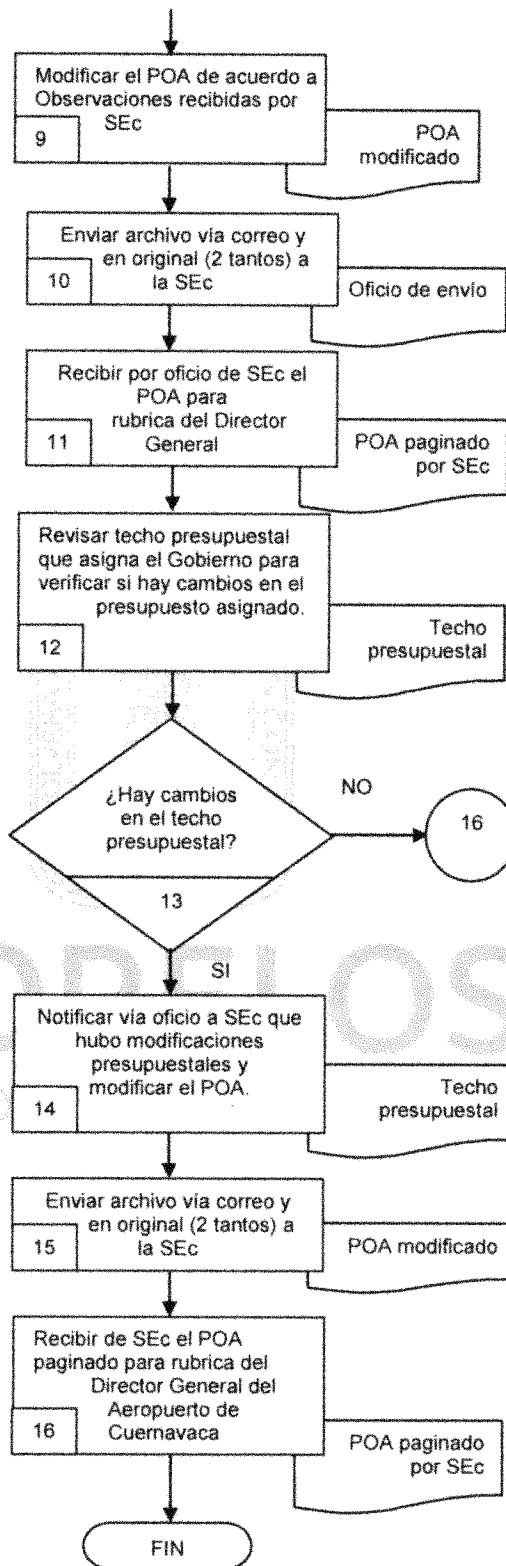 Modificar el POA de acuerdo a
Observaciones recibidas por
SEc
9
POA
modificado
Enviar archivo vía correo y
en original (2 tantos) a
la SEc
10
Oficio de envío
Recibir por oficio de SEc el
POA para
rubrica del Director
General
11
POA paginado
por SEc
Revisar techo presupuestal
que asigna el Gobierno para
verificar si hay cambios en el
presupuesto asignado.
12
Techo
presupuestal
¿Hay cambios
en el techo
presupuestal?
13
NO
16
SI
Notificar vía oficio a SEc que
hubo modificaciones
presupuestales y
modificar el POA.
14
Techo
presupuestal
Enviar archivo vía correo y
en original (2 tantos) a
la SEc
15
POA modificado
Recibir de SEc el POA
paginado para rubrica del
Director General del
Aeropuerto de
Cuernavaca
16
POA paginado
por SEc
FIN
ORELOS